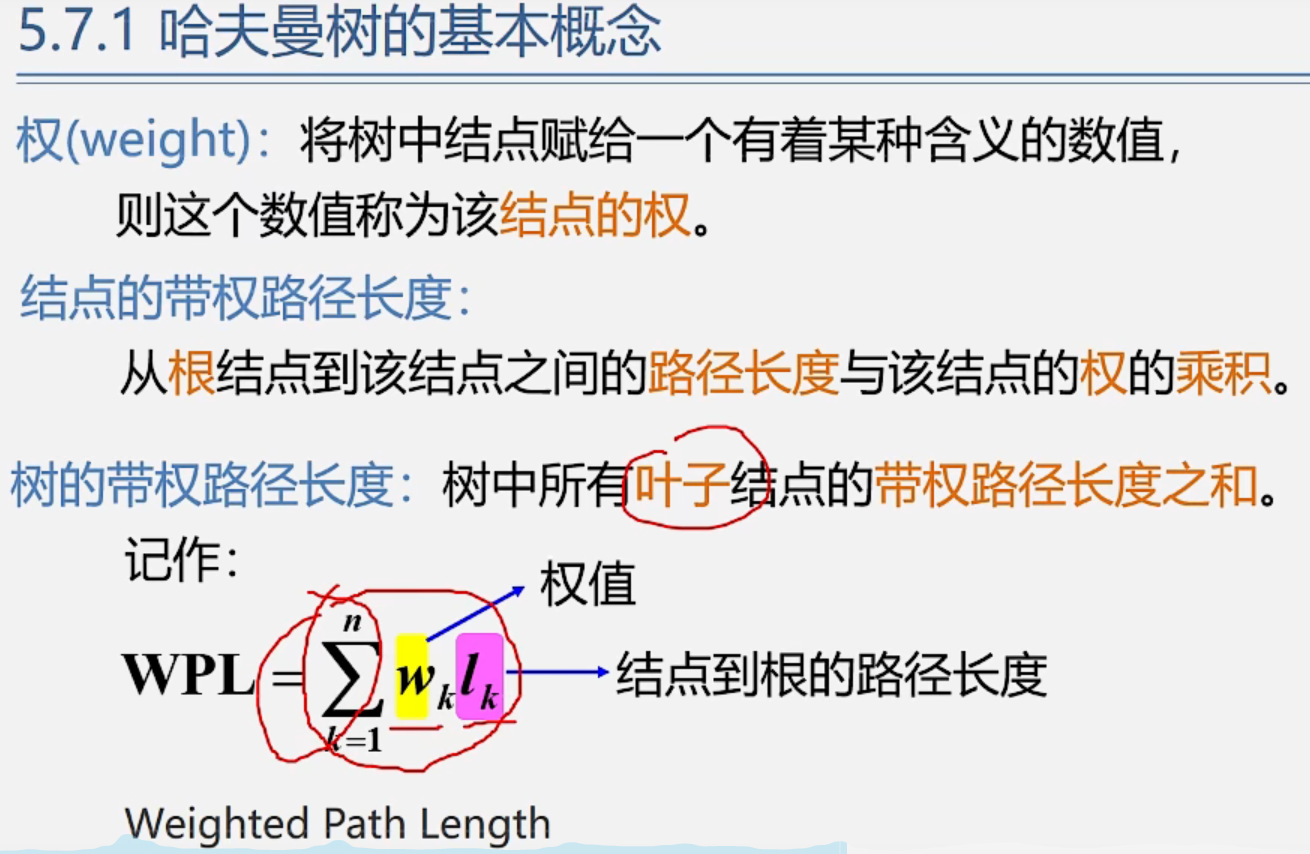 5.7.1 哈夫曼树的基本概念
权(weight)：将树中结点赋给一个有着某种含义的数值，
则这个数值称为该结点的权。
结点的带权路径长度：
从根结点到该结点之间的路径长度与该结点的权的乘积。
树的带权路径长度：树中所有叶子结点的带权路径长度之和。
记作：
权值
n
WPL = ∑ w k l k 结点到根的路径长度
k=1
Weighted Path Length